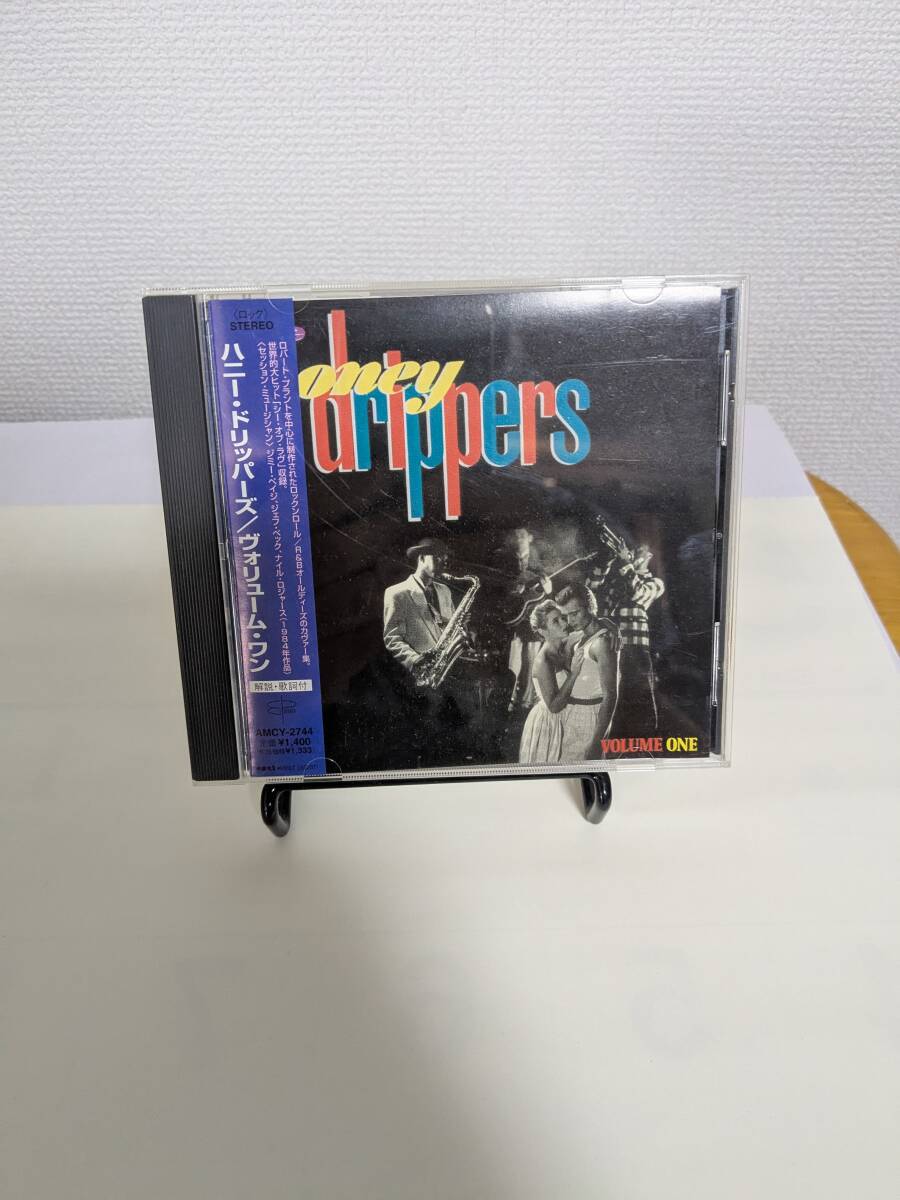 〈ロック〉
STEREO
ハニー・ドリッパーズ/ヴォリューム・ワン
ロバート・プラントを中心に制作されたロックンロール/R&Bオールディーズのカヴァー集。
世界的大ヒット「シー・オブ・ラヴ」収録。
〈セッション・ミュージシャン〉ジミー・ペイジ、ジェフ・ベック、ナイル・ロジャース(1984年作品)
解説・歌詞付
AMCY-2744
定価¥1,400
税抜価格¥1,333
oney
drippers
VOLUME ONE